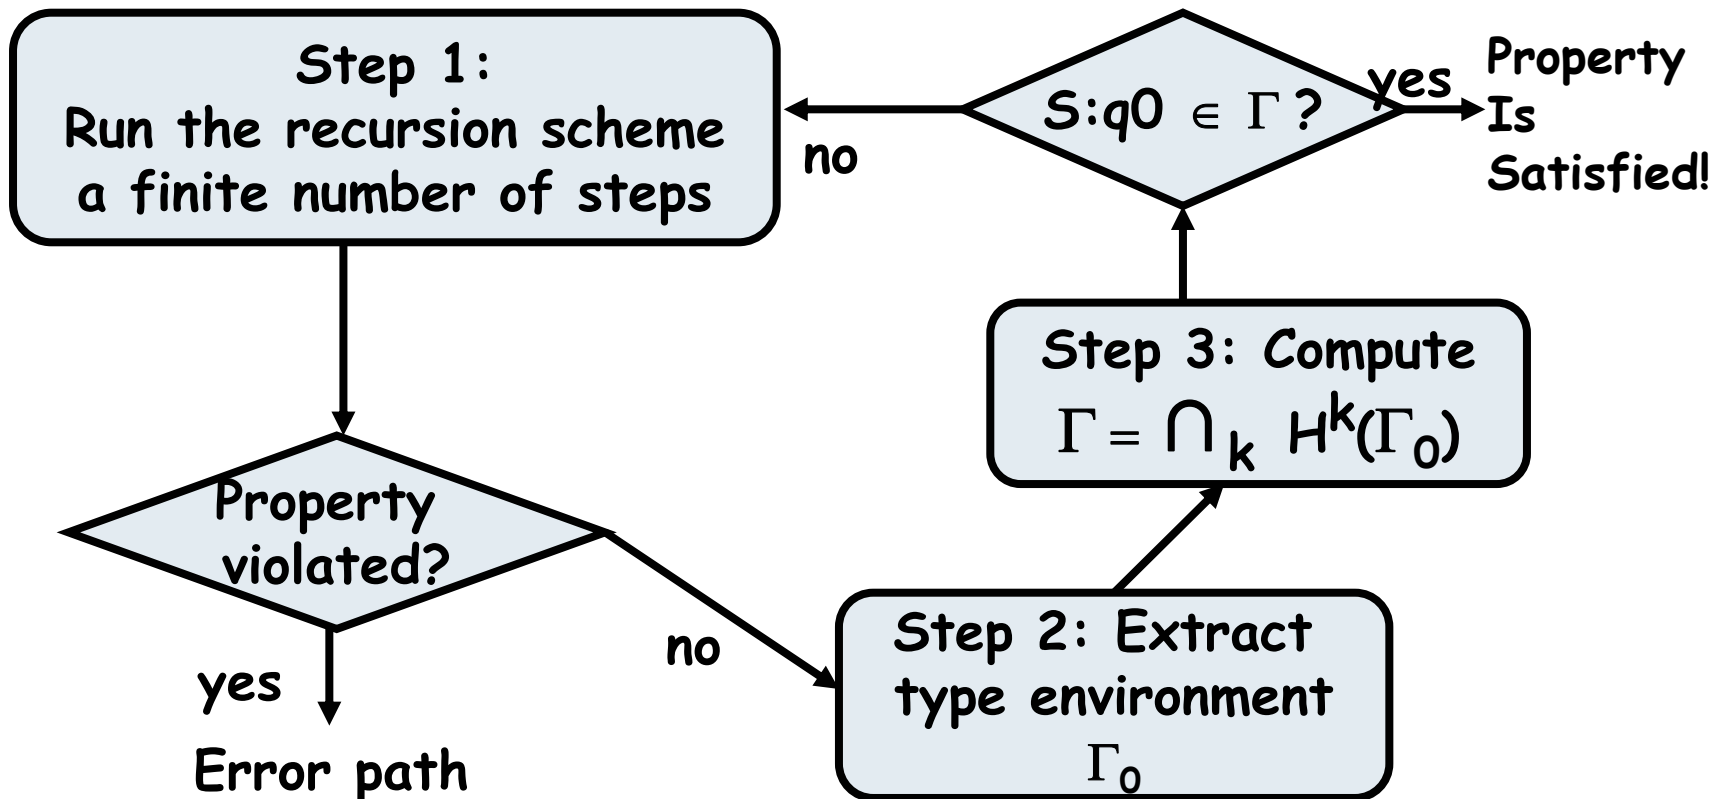 Step 1:
Run the recursion scheme
a finite number of steps
no
S:q0 ∈ Γ ?
yes
Property
Is
Satisfied!
Step 3: Compute
Γ = ∩ k H^k(Γ0)
Property
violated?
yes
Error path
no
Step 2: Extract
type environment
Γ0